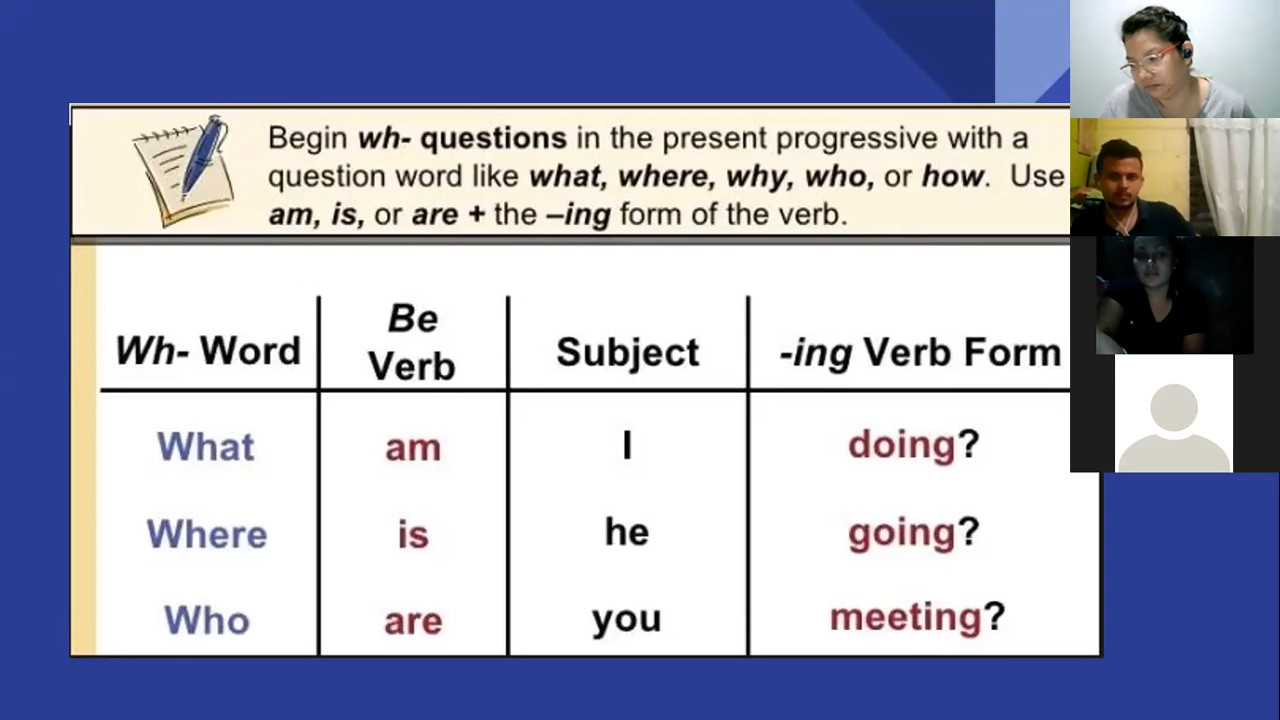 Begin wh- questions in the present progressive with a
question word like what, where, why, who, or how. Use
am, is, or are + the –ing form of the verb.
Wh- Word Be Verb Subject -ing Verb Form
What am I doing?
Where is he going?
Who are you meeting?